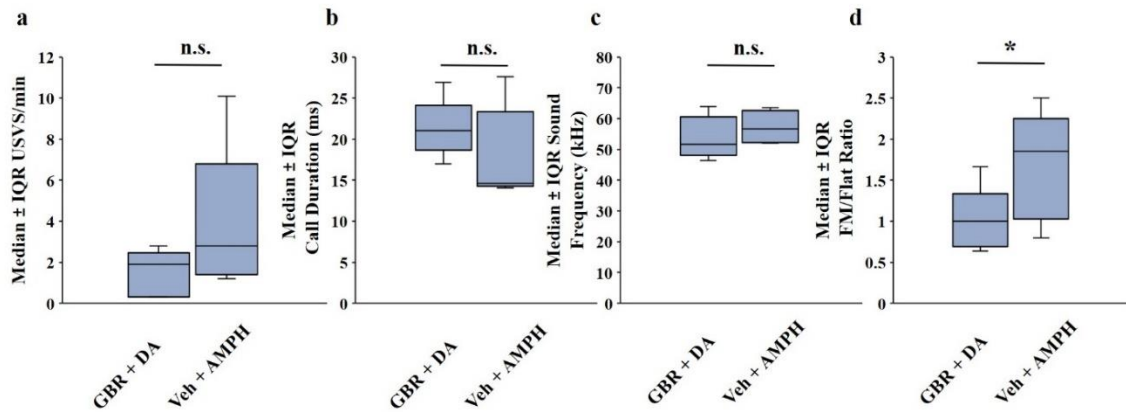 a
n.s.
Median ± IQR USVS/min
12
10
8
6
4
2
0
GBR + DA
Veh + AMPH
b
n.s.
Median ± IQR
Call Duration (ms)
30
25
20
15
10
5
0
GBR + DA
Veh + AMPH
c
n.s.
Median ± IQR Sound
Frequency (kHz)
80
70
60
50
40
30
20
10
0
GBR + DA
Veh + AMPH
d
*
Median ± IQR
FM/Flat Ratio
3
2.5
2
1.5
1
0.5
0
GBR + DA
Veh + AMPH